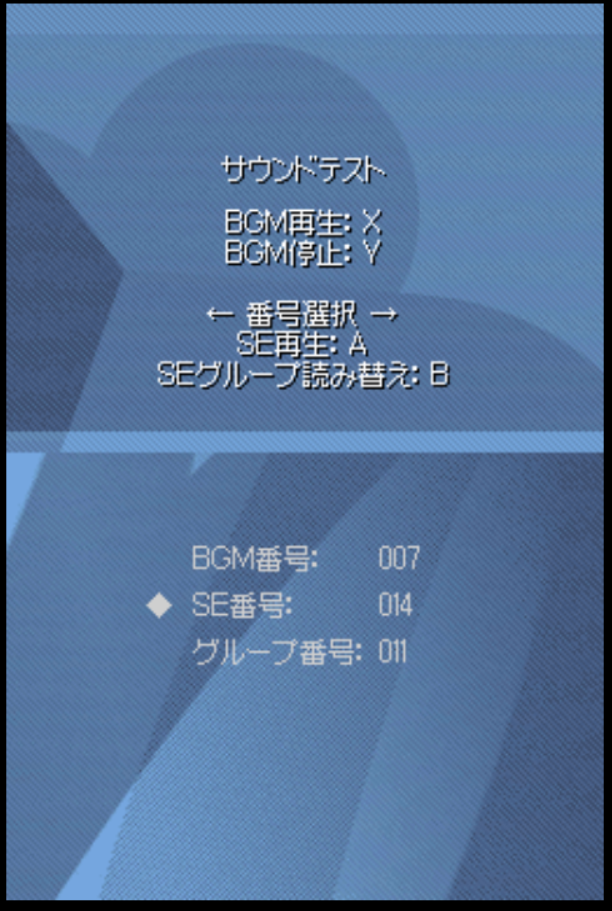 サウンドテスト
BGM再生: X
BGM停止: Y
← 番号選択 →
SE再生: A
SEグループ読み替え: B
BGM番号: 007
◆ SE番号: 014
グループ番号: 011